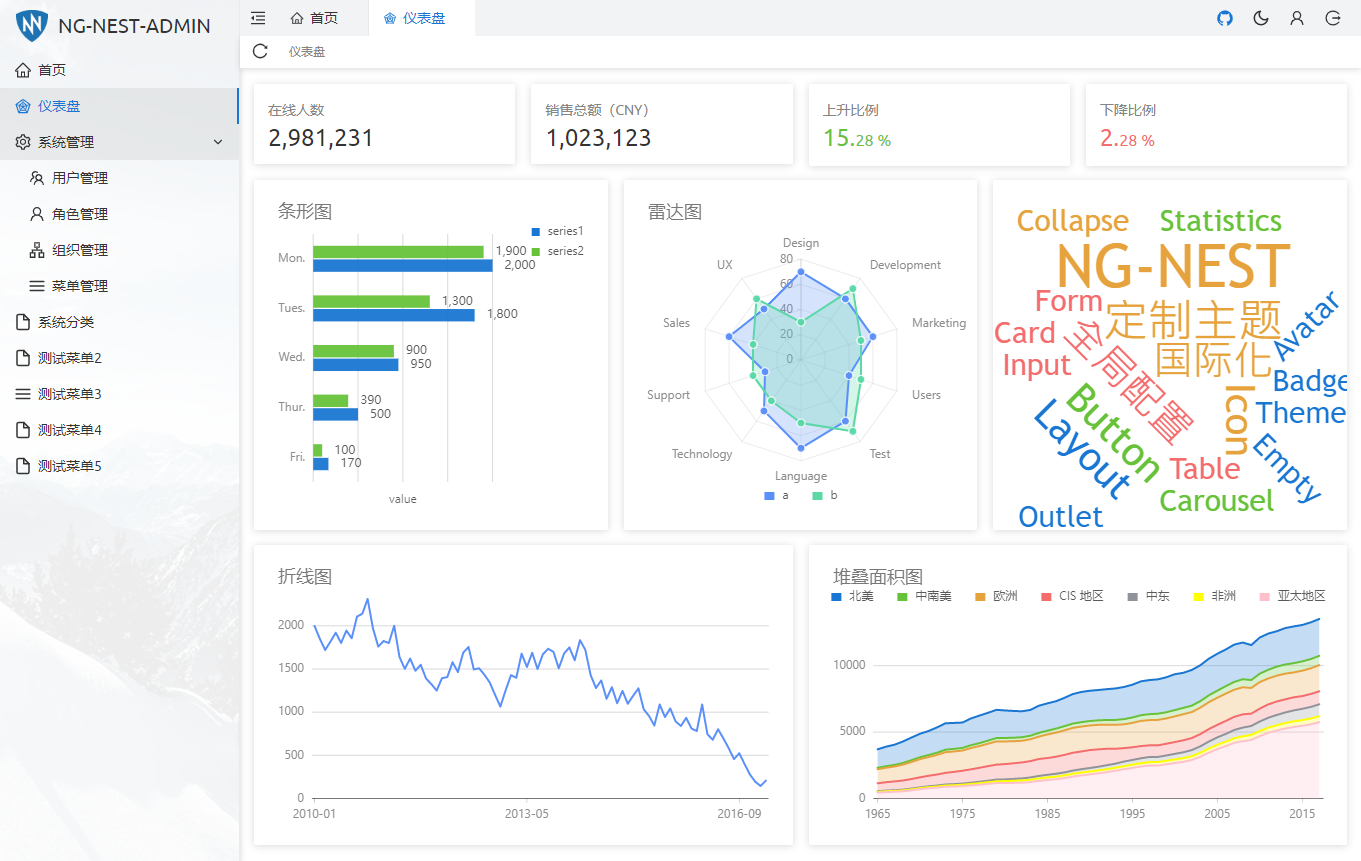 NG-NEST-ADMIN
首页
仪表盘
系统管理
用户管理
角色管理
组织管理
菜单管理
系统分类
测试菜单2
测试菜单3
测试菜单4
测试菜单5
首页 仪表盘
仪表盘
在线人数
2,981,231
销售总额（CNY）
1,023,123
上升比例
15.28 %
下降比例
2.28 %
条形图
series1
series2
Mon.
1,900
2,000
Tues.
1,300
1,800
Wed.
900
950
Thur.
390
500
Fri.
100
170
value
雷达图
Design
Development
Marketing
Users
Test
Language
Technology
Support
Sales
UX
80
60
40
20
0
a b
Collapse
Statistics
NG-NEST
Form
定制主题
Avatar
Card
全局配置
国际化
Input
Badge
Icon
Theme
Button
Layout
Empty
Table
Carousel
Outlet
折线图
2000
1500
1000
500
0
2010-01 2013-05 2016-09
堆叠面积图
北美 中南美 欧洲 CIS 地区 中东 非洲 亚太地区
10000
5000
0
1965 1975 1985 1995 2005 2015